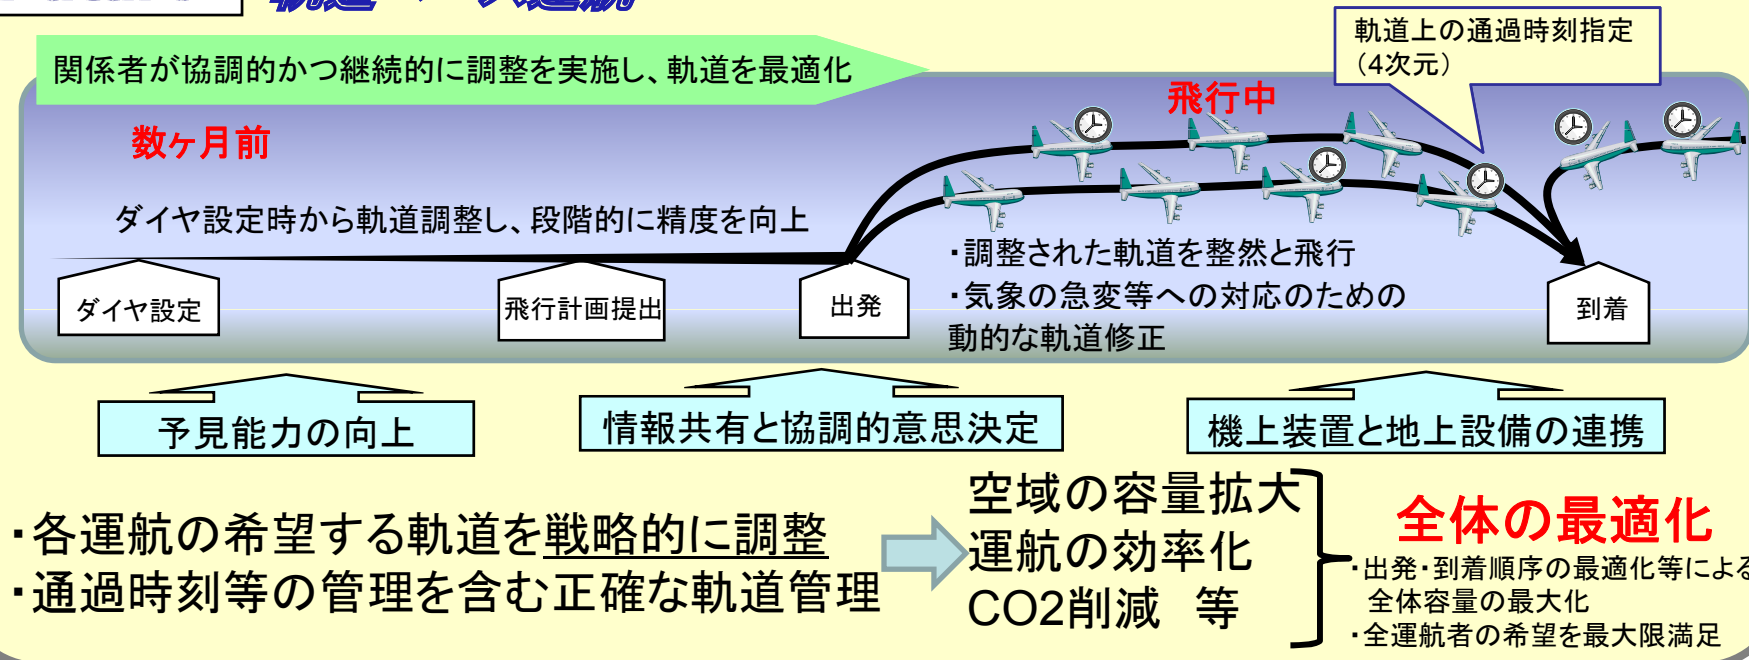 関係者が協調的かつ継続的に調整を実施し、軌道を最適化
軌道上の通過時刻指定
（4次元）
飛行中
数ヶ月前
ダイヤ設定時から軌道調整し、段階的に精度を向上
・調整された軌道を整然と飛行
・気象の急変等への対応のための
動的な軌道修正
ダイヤ設定
飛行計画提出
出発
到着
予見能力の向上
情報共有と協調的意思決定
機上装置と地上設備の連携
・各運航の希望する軌道を戦略的に調整
・通過時刻等の管理を含む正確な軌道管理
空域の容量拡大
運航の効率化
CO2削減　等
全体の最適化
・出発・到着順序の最適化等による
全体容量の最大化
・全運航者の希望を最大限満足